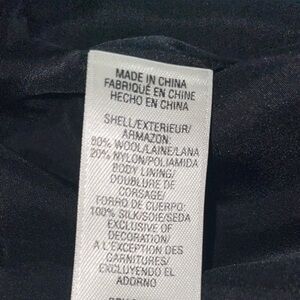 MADE IN CHINA
FABRIQUÉ EN CHINE
HECHO EN CHINA
SHELL/EXTERIEUR/
ARMAZON:
80% WOOL/LAINE/LANA
20% NYLON/POLIAMIDA
BODY LINING/
DOUBLURE DE
CORSAGE/
FORRO DE CUERPO:
100% SILK/SOIE/SEDA
EXCLUSIVE OF
DECORATION/
A L'EXCEPTION DES
CARNITURES/
EXCLUYENDO EL
ADORNO